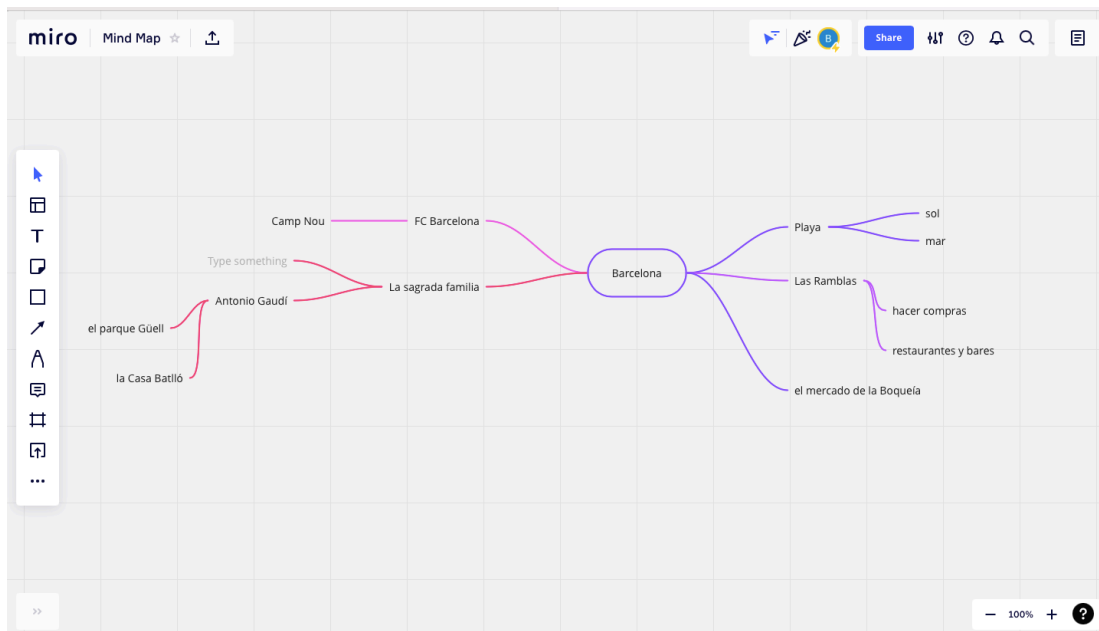 miro
Mind Map
B
Share
Camp Nou
FC Barcelona
Type something
La sagrada familia
Antonio Gaudí
el parque Güell
la Casa Batlló
Barcelona
Playa
sol
mar
Las Ramblas
hacer compras
restaurantes y bares
el mercado de la Boqueía
100%